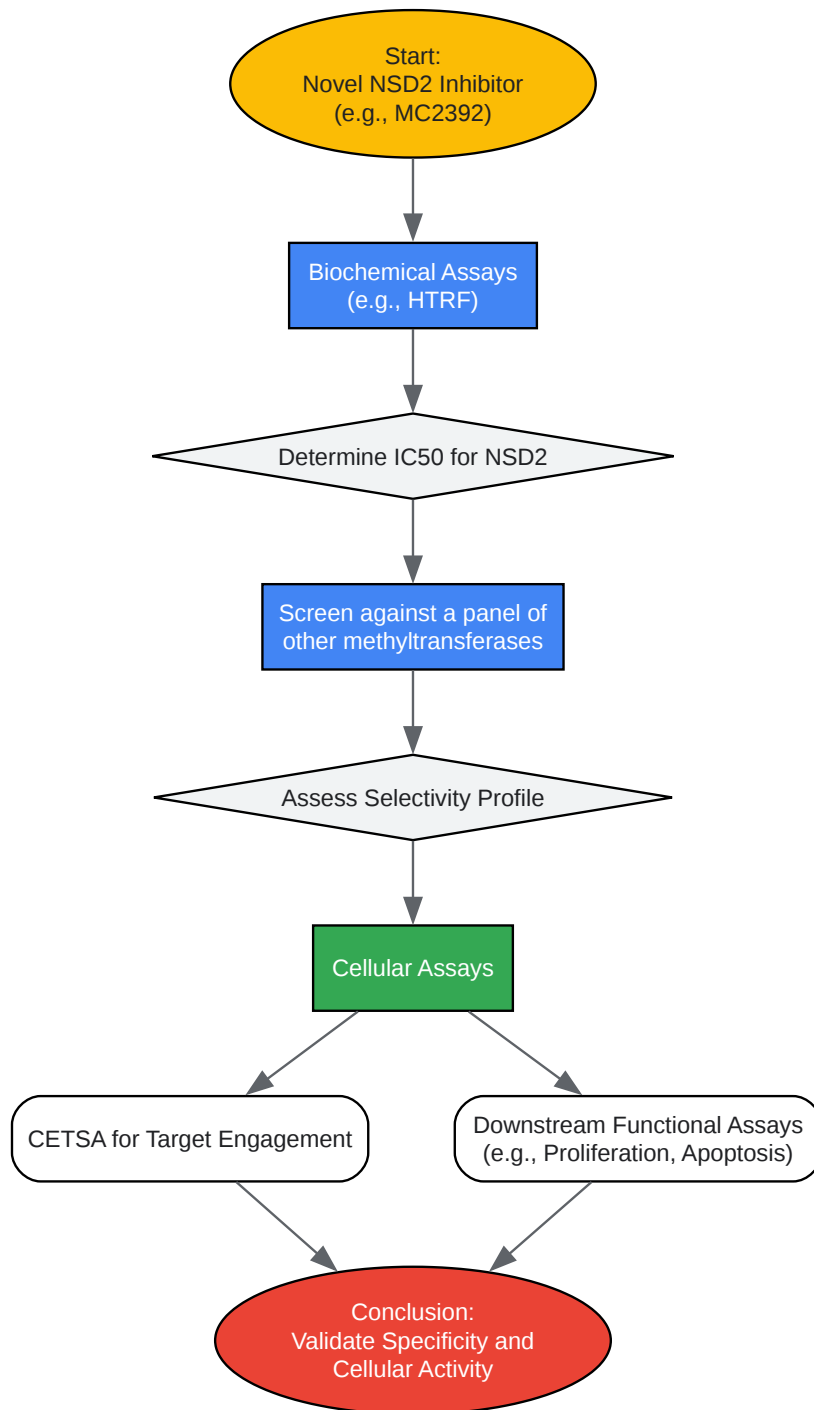 Start:
Novel NSD2 Inhibitor
(e.g., MC2392)
Biochemical Assays
(e.g., HTRF)
Determine IC50 for NSD2
Screen against a panel of
other methyltransferases
Assess Selectivity Profile
Cellular Assays
CETSA for Target Engagement
Downstream Functional Assays
(e.g., Proliferation, Apoptosis)
Conclusion:
Validate Specificity and
Cellular Activity